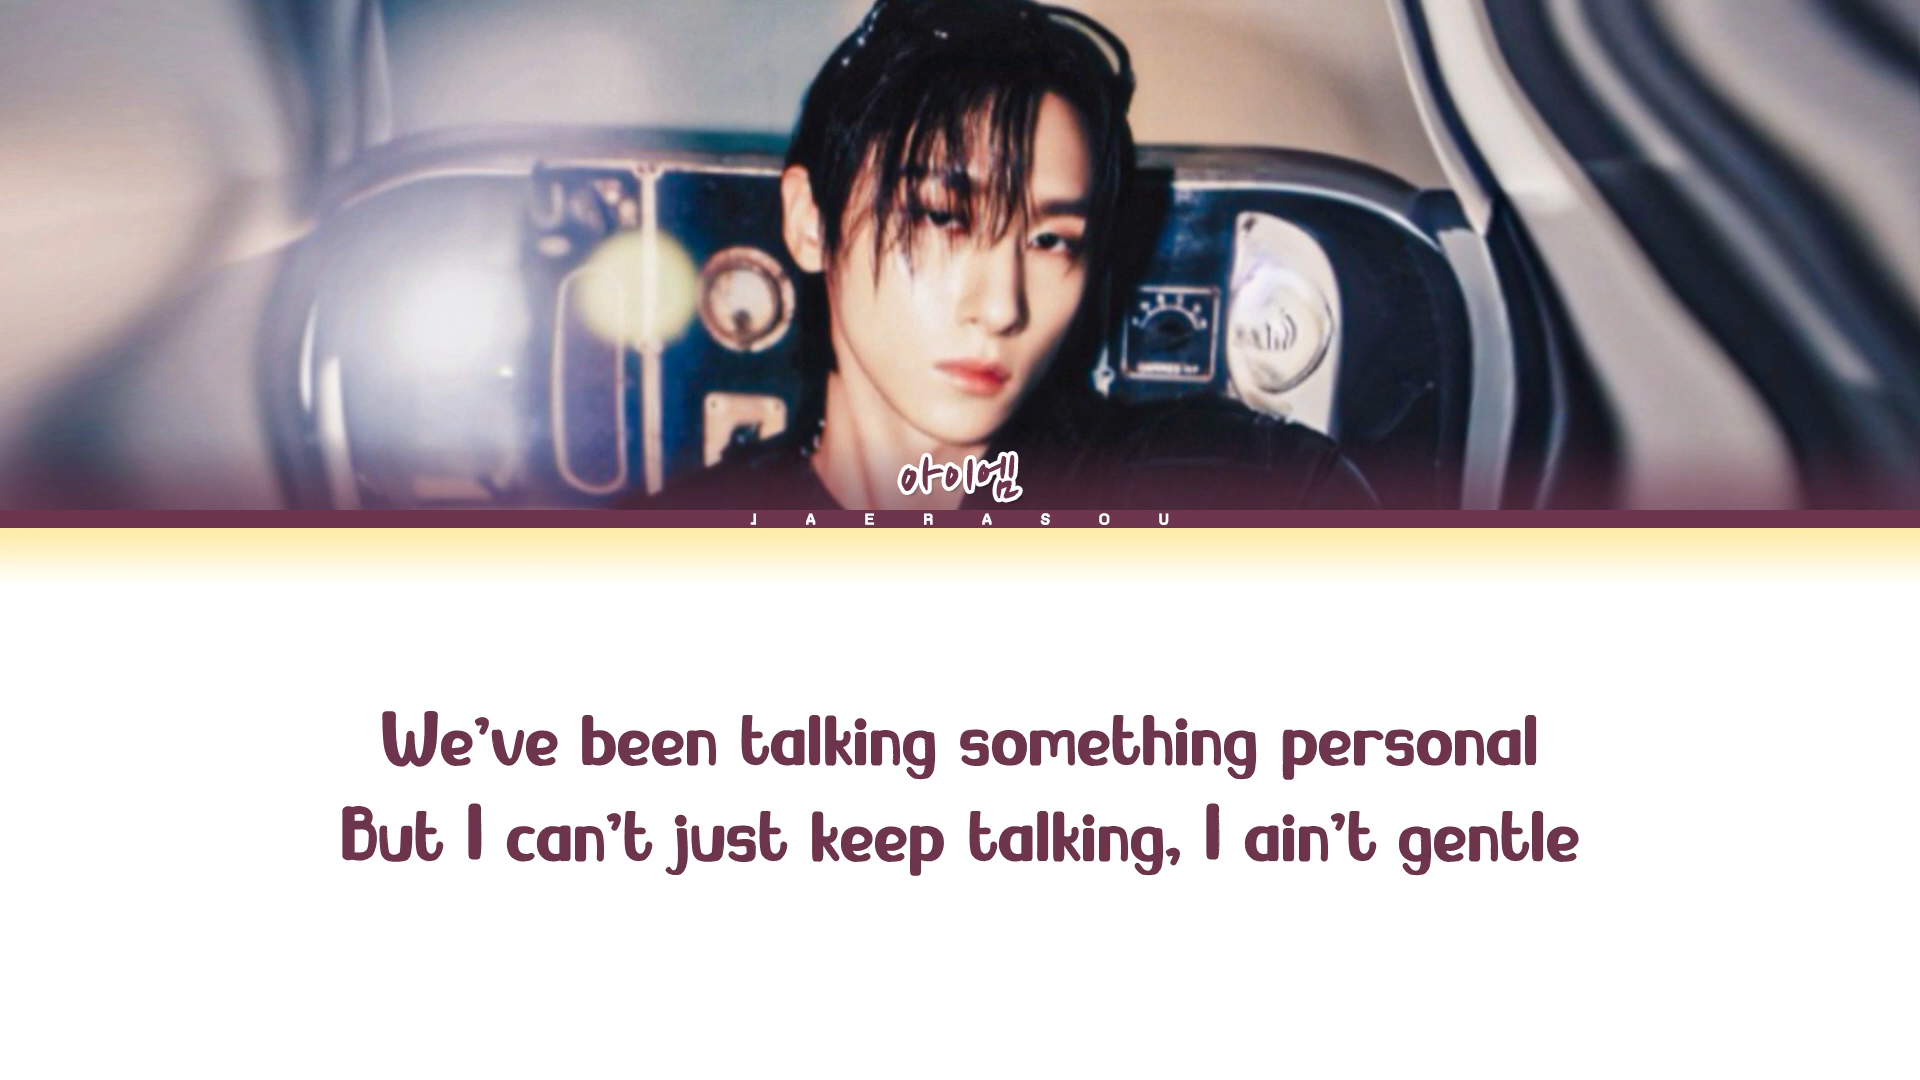 아이엠
JAERASOU
We've been talking something personal
But I can't just keep talking, I ain't gentle